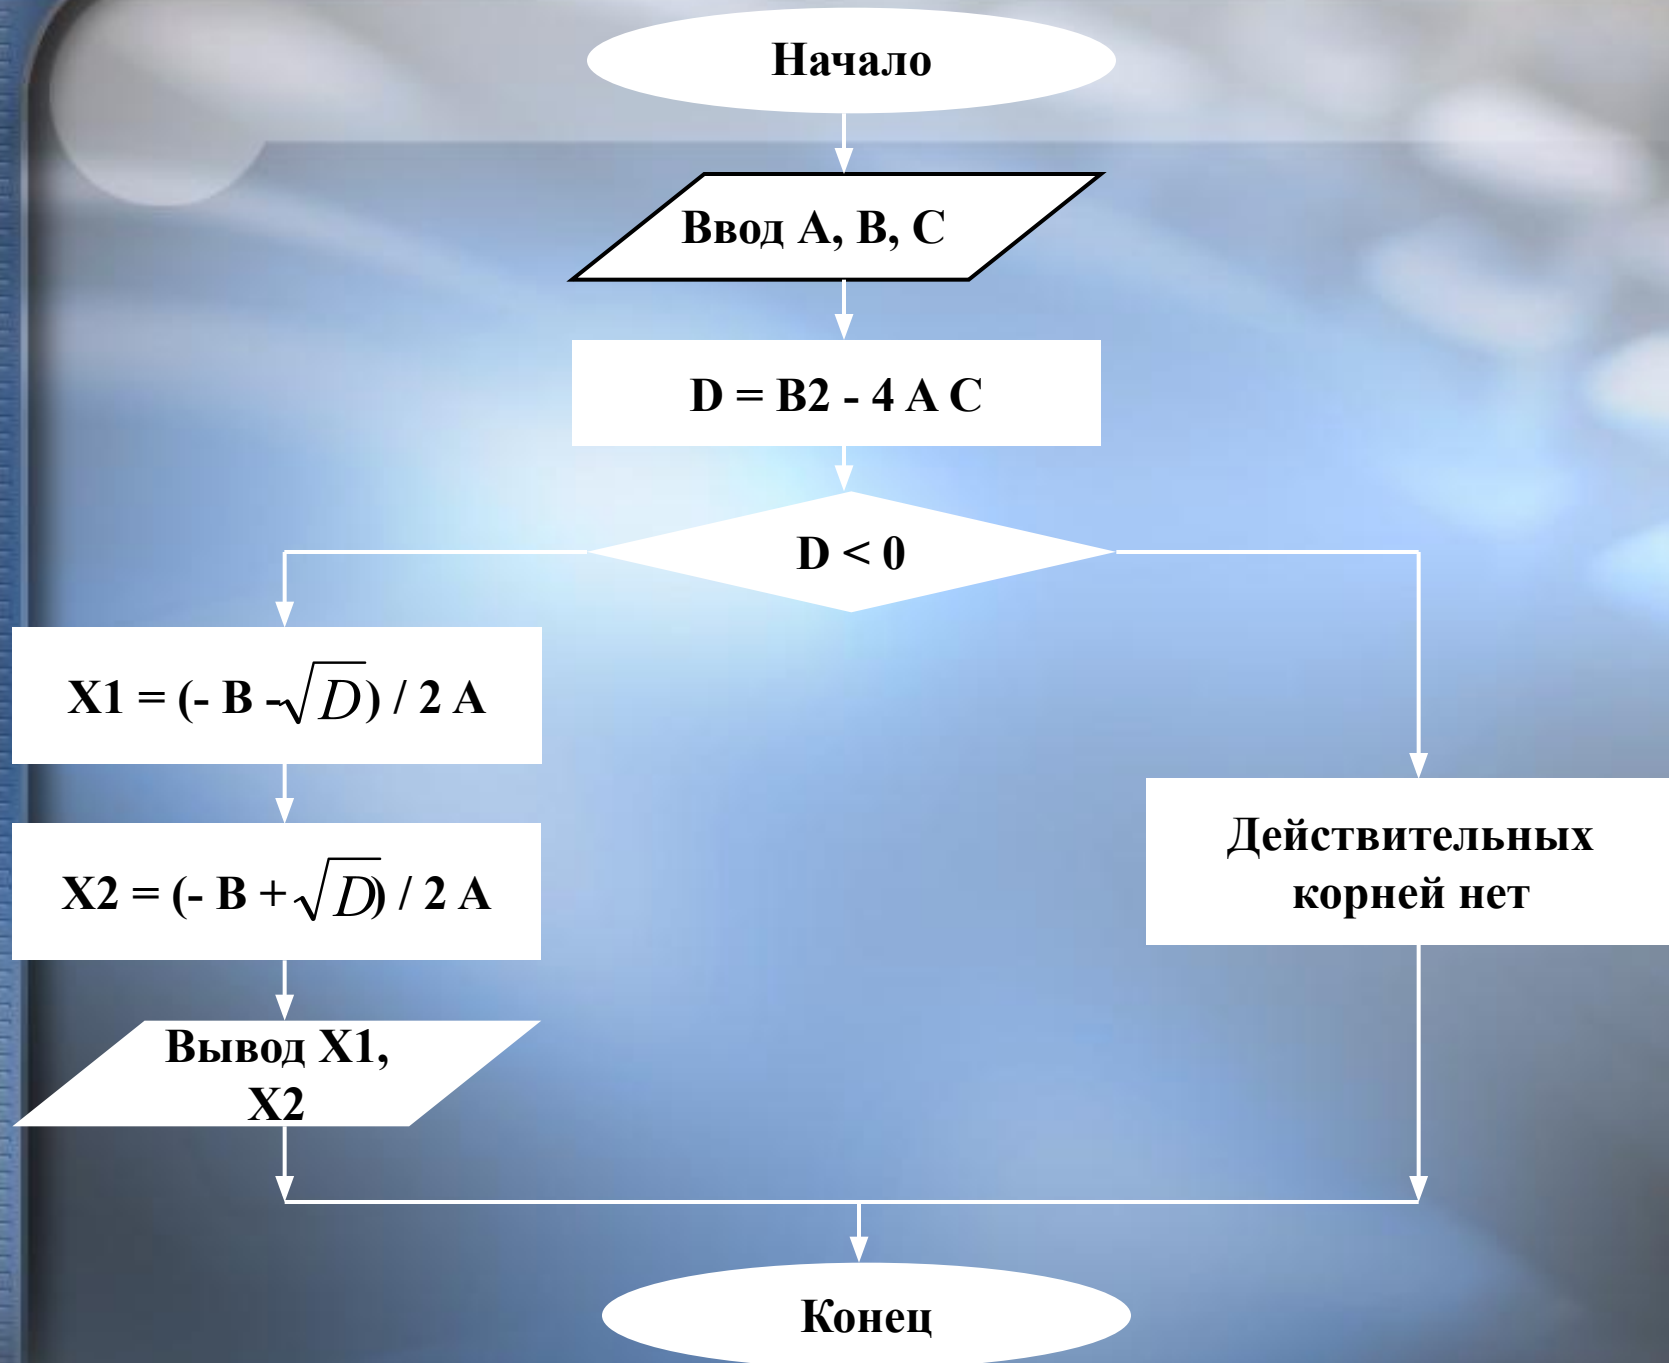 Начало
Ввод A, B, C
D = B2 - 4 A C
D < 0
X1 = (- B -√D) / 2 A
X2 = (- B + √D) / 2 A
Действительных
корней нет
Вывод X1,
X2
Конец